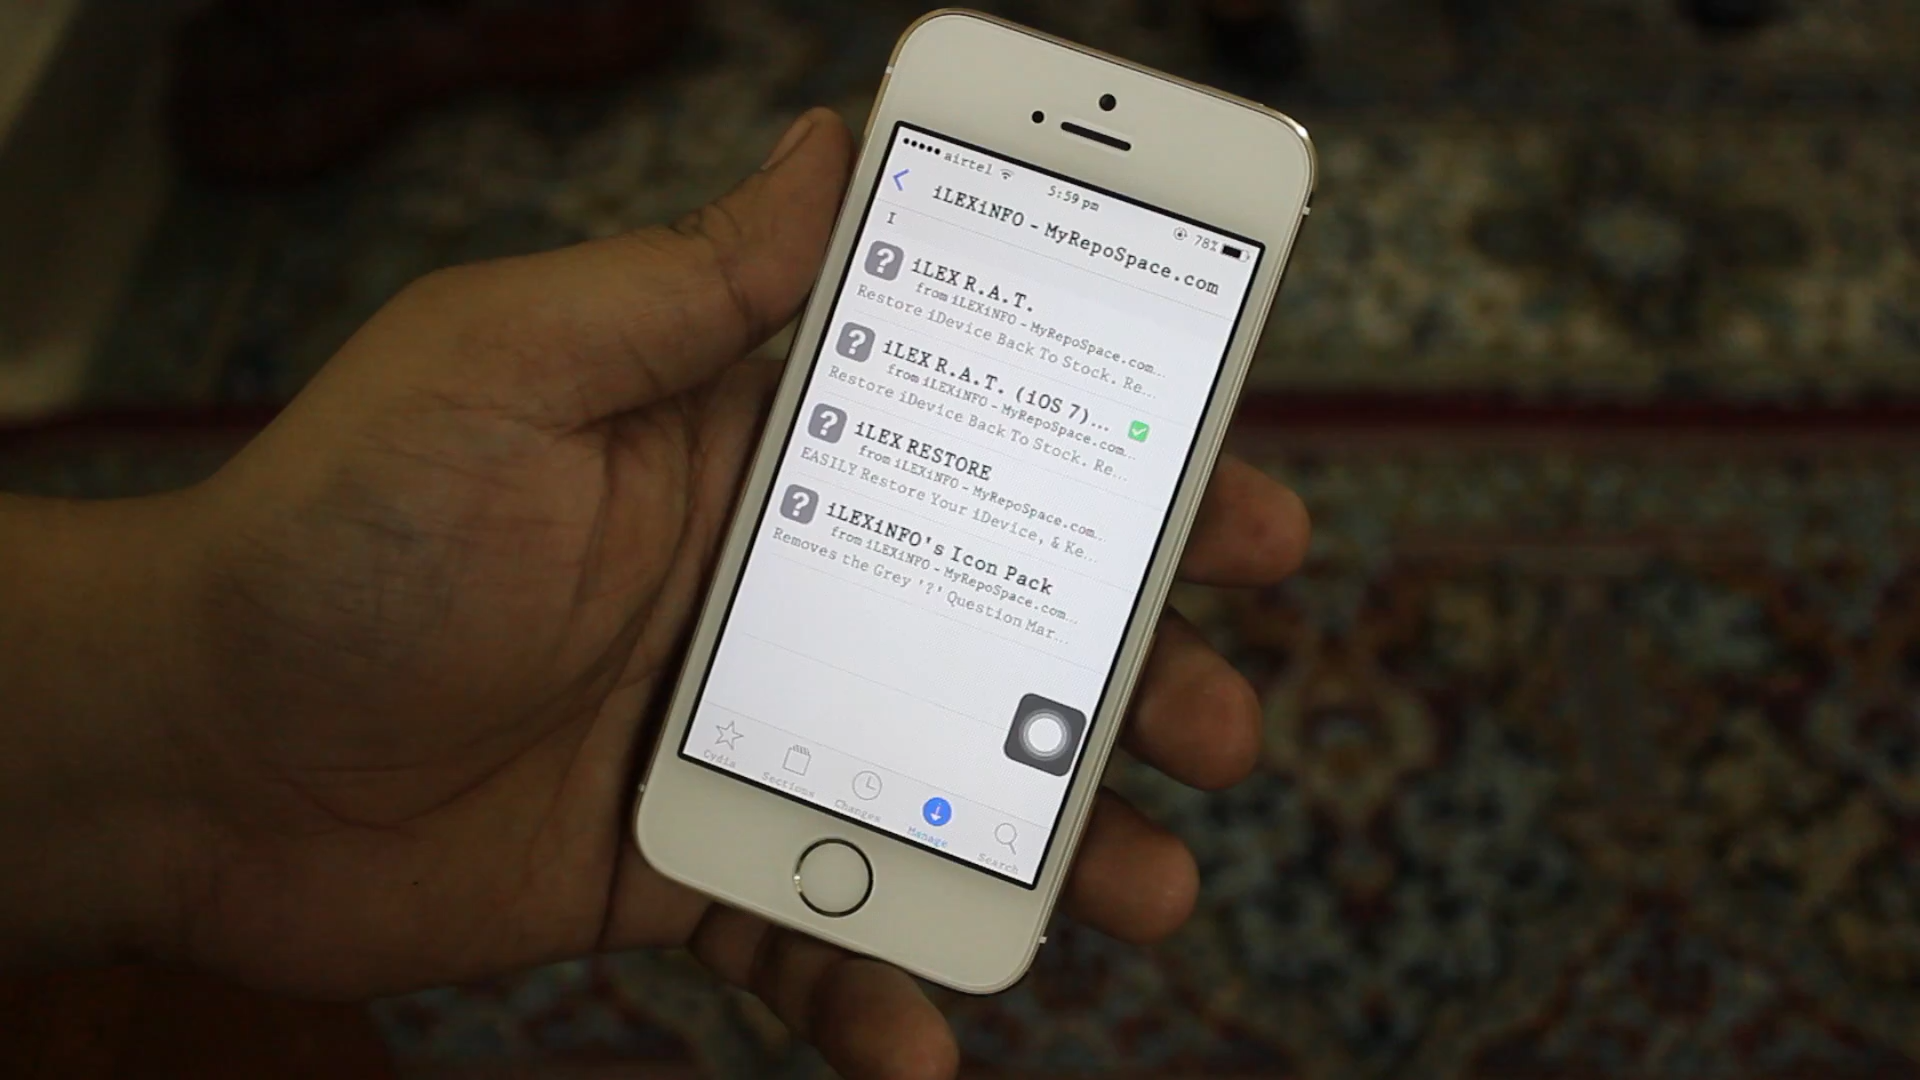 airtel 5:59 pm 78%
iLEXiNFO - MyRepoSpace.com
I
iLEX R.A.T.
from iLEXiNFO - MyRepoSpace.com...
Restore iDevice Back To Stock. Re...
iLEX R.A.T. (iOS 7)...
from iLEXiNFO - MyRepoSpace.com...
Restore iDevice Back To Stock. Re...
iLEX RESTORE
from iLEXiNFO - MyRepoSpace.com...
EASILY Restore Your iDevice, & Ke...
iLEXiNFO's Icon Pack
from iLEXiNFO - MyRepoSpace.com...
Removes the Grey '?' Question Mar...
Cydia Sections Changes Manage Search